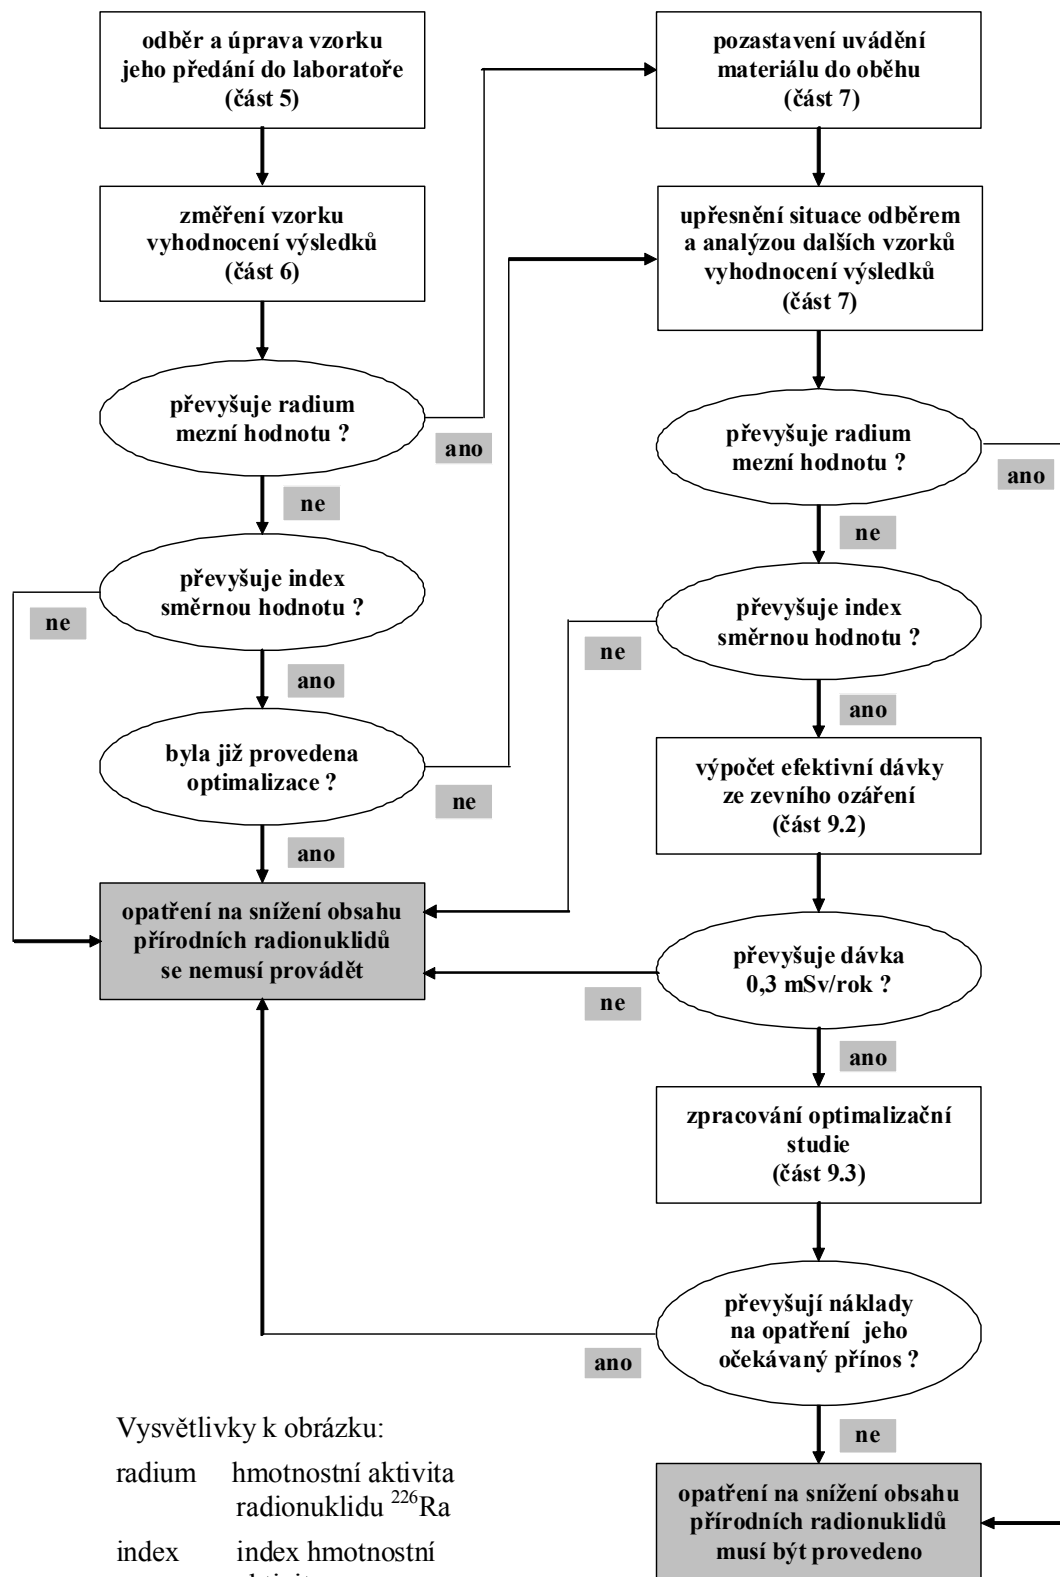 odběr a úprava vzorku
jeho předání do laboratoře
(část 5)
změření vzorku
vyhodnocení výsledků
(část 6)
převyšuje radium
mezní hodnotu ?
ano
ne
převyšuje index
směrnou hodnotu ?
ne
ano
byla již provedena
optimalizace ?
ne
ano
opatření na snížení obsahu
přírodních radionuklidů
se nemusí provádět
pozastavení uvádění
materiálu do oběhu
(část 7)
upřesnění situace odběrem
a analýzou dalších vzorků
vyhodnocení výsledků
(část 7)
převyšuje radium
mezní hodnotu ?
ano
ne
převyšuje index
směrnou hodnotu ?
ne
ano
výpočet efektivní dávky
ze zevního ozáření
(část 9.2)
převyšuje dávka
0,3 mSv/rok ?
ne
ano
zpracování optimalizační
studie
(část 9.3)
převyšují náklady
na opatření jeho
očekávaný přínos ?
ano
ne
opatření na snížení obsahu
přírodních radionuklidů
musí být provedeno
Vysvětlivky k obrázku:
radium hmotnostní aktivita
radionuklidu ²²⁶Ra
index index hmotnostní